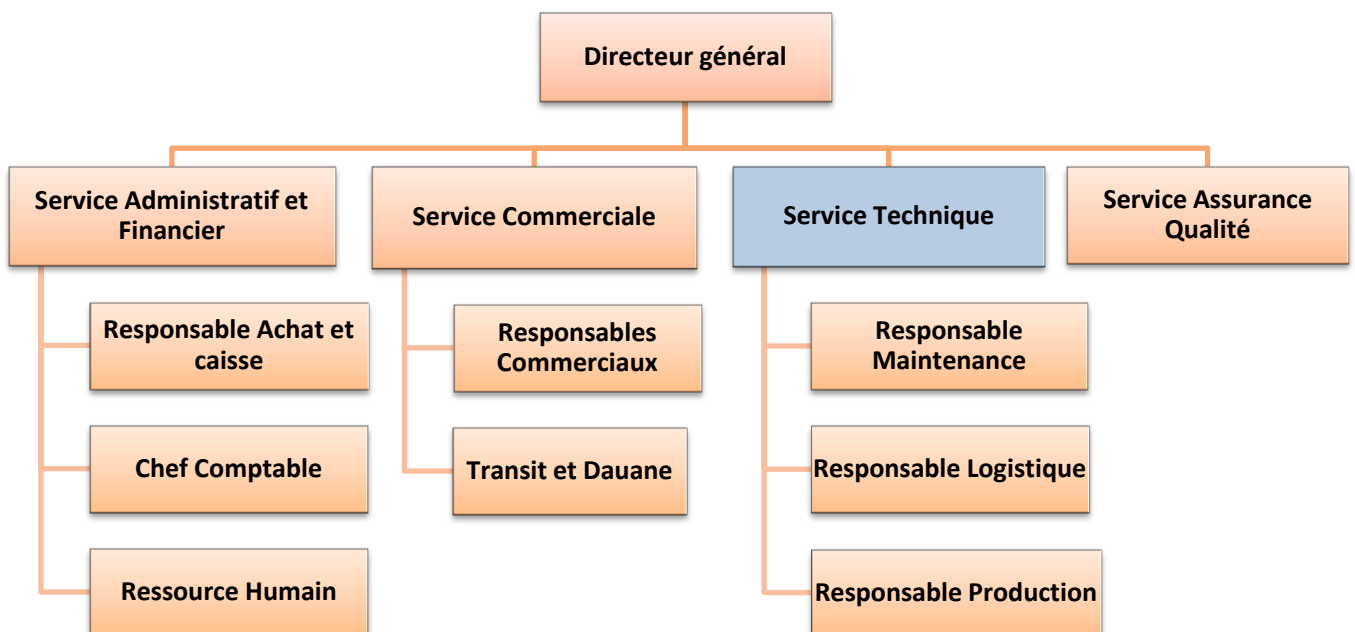 Directeur général
Service Administratif et
Financier
Service Commerciale
Service Technique
Service Assurance
Qualité
Responsable Achat et
caisse
Responsables
Commerciaux
Responsable
Maintenance
Chef Comptable
Transit et Dauane
Responsable Logistique
Ressource Humain
Responsable Production